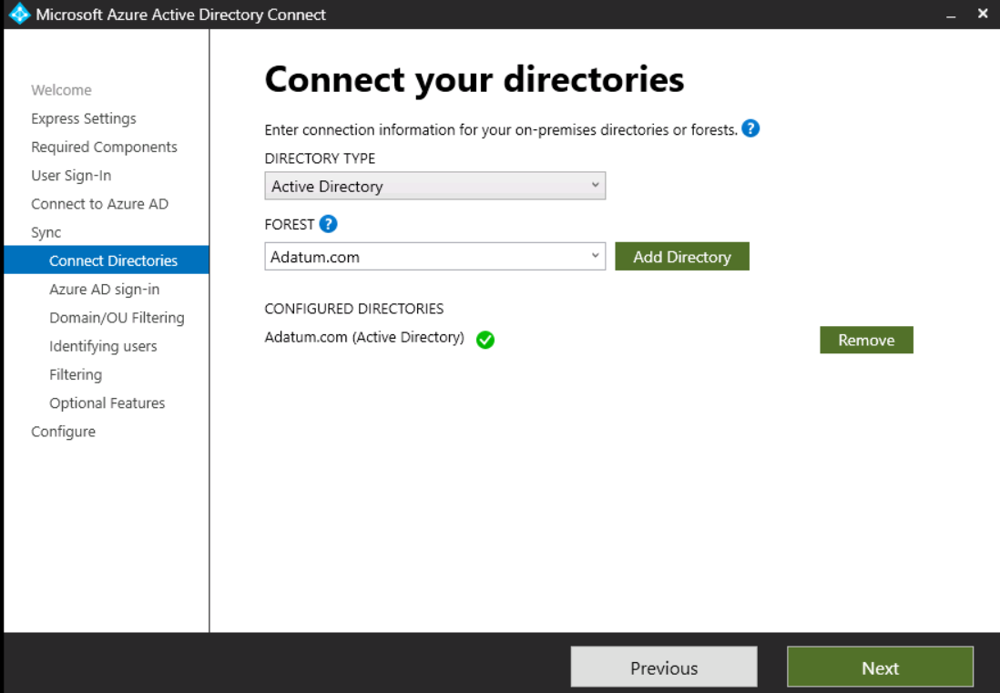 Microsoft Azure Active Directory Connect
Welcome
Express Settings
Required Components
User Sign-In
Connect to Azure AD
Sync
Connect Directories
Azure AD sign-in
Domain/OU Filtering
Identifying users
Filtering
Optional Features
Configure
Connect your directories
Enter connection information for your on-premises directories or forests. ?
DIRECTORY TYPE
Active Directory
FOREST ?
Adatum.com Add Directory
CONFIGURED DIRECTORIES
Adatum.com (Active Directory) Remove
Previous Next